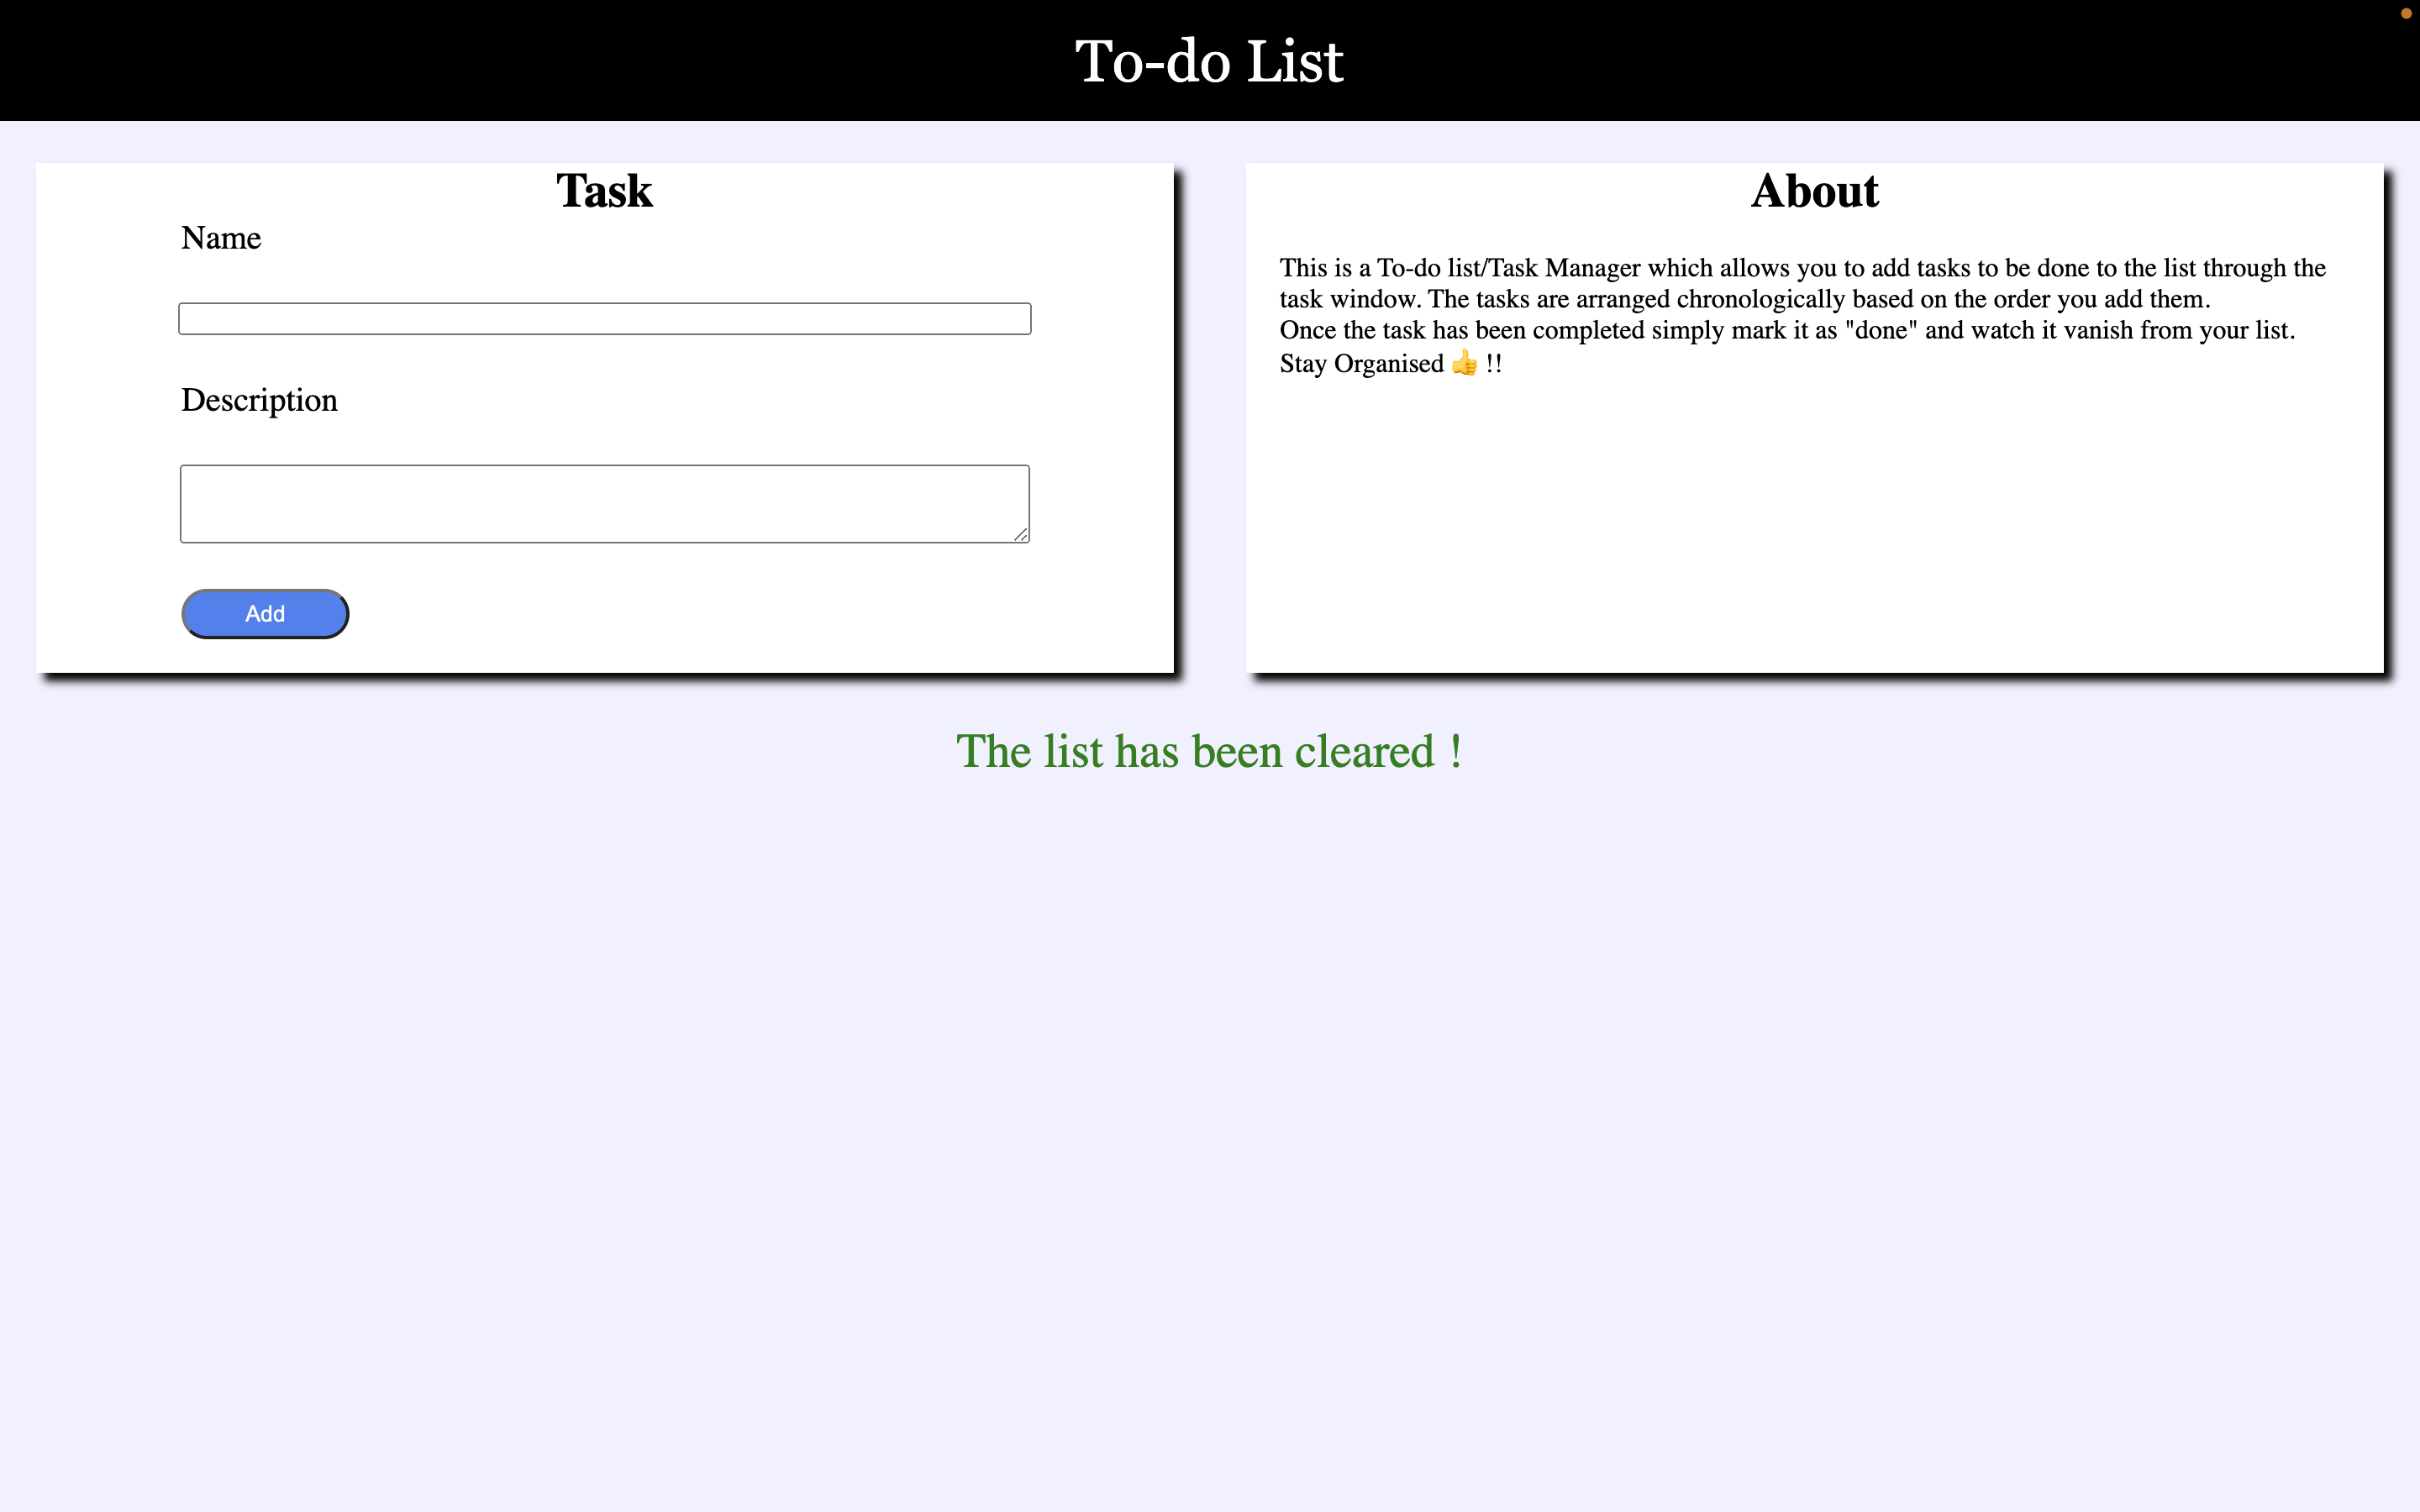 To-do List
Task
Name
Description
Add
About
This is a To-do list/Task Manager which allows you to add tasks to be done to the list through the
task window. The tasks are arranged chronologically based on the order you add them.
Once the task has been completed simply mark it as "done" and watch it vanish from your list.
Stay Organised 👍 !!
The list has been cleared !